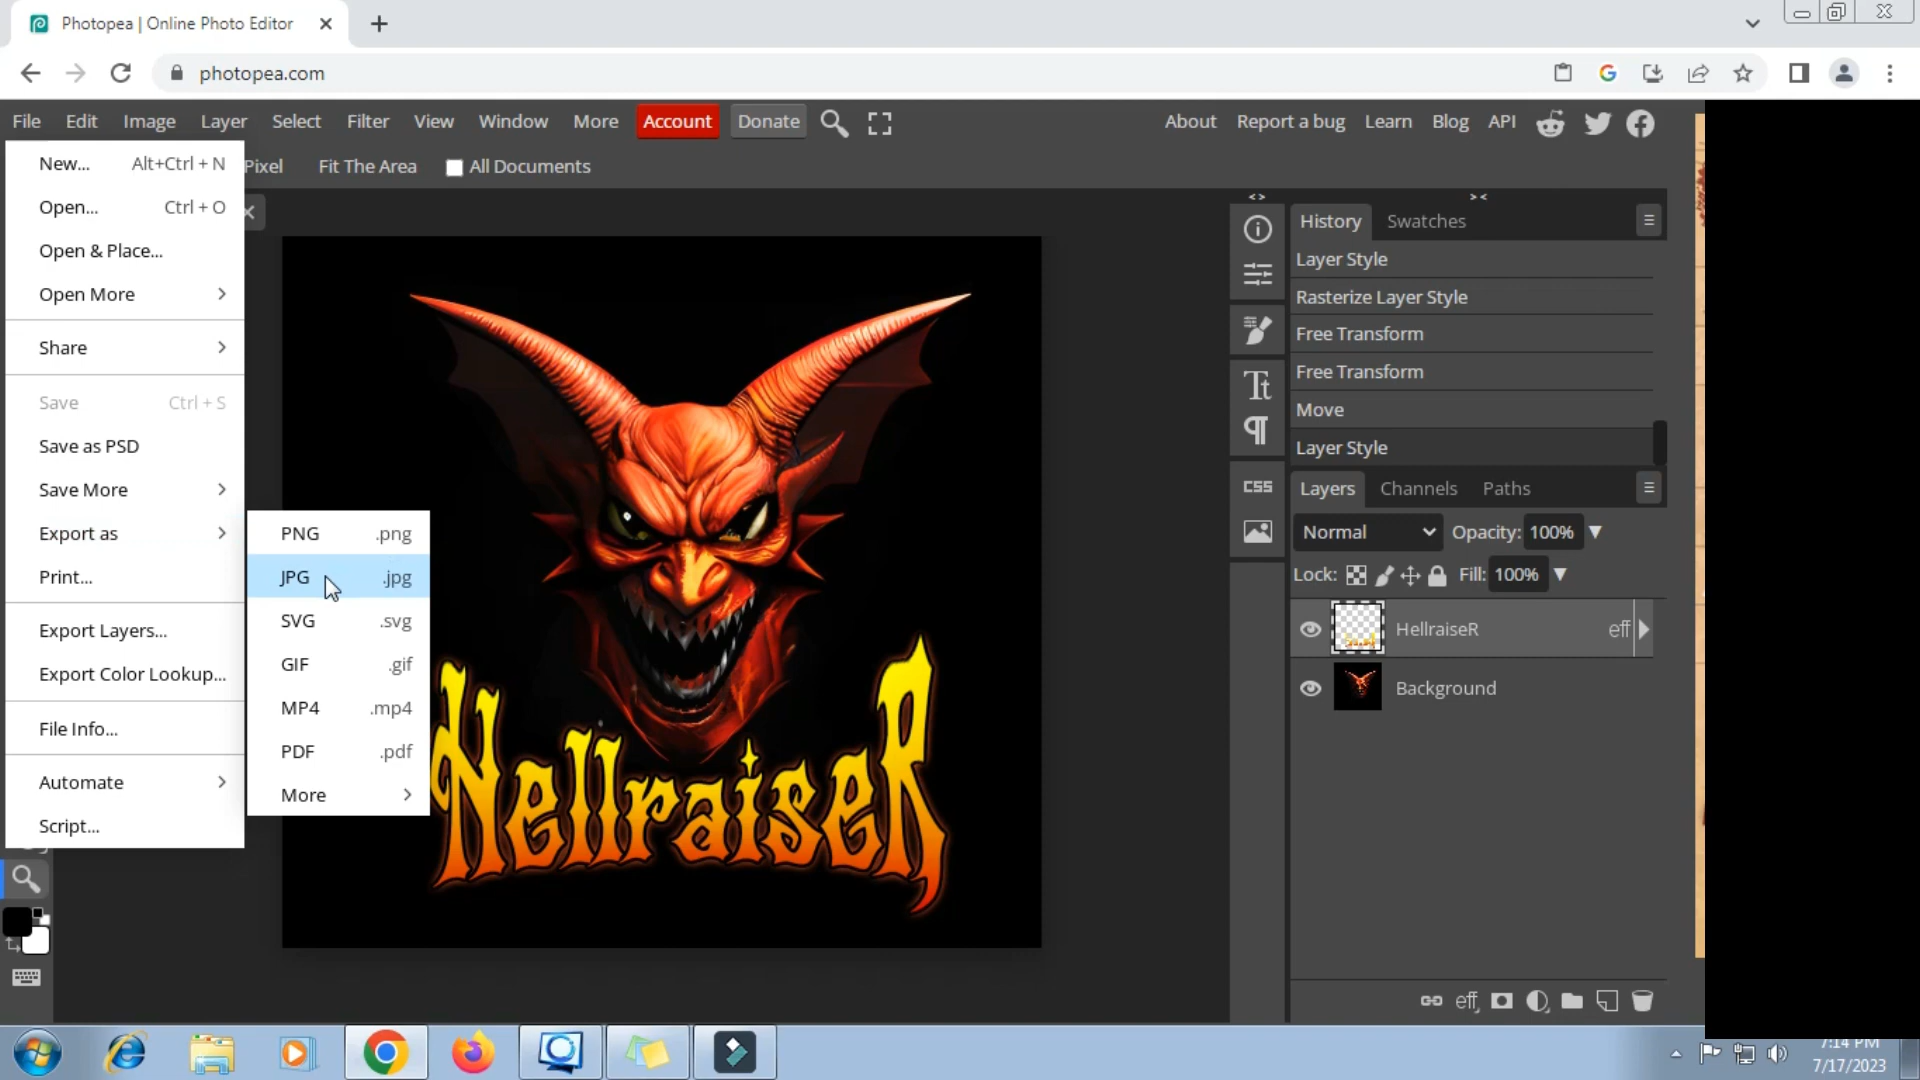 Photopea | Online Photo Editor
photopea.com
File Edit Image Layer Select Filter View Window More Account Donate
About Report a bug Learn Blog API
Pixel Fit The Area All Documents
New... Alt+Ctrl + N
Open... Ctrl + O
Open & Place...
Open More
Share
Save Ctrl + S
Save as PSD
Save More
Export as
Print...
Export Layers...
Export Color Lookup...
File Info...
Automate
Script...
PNG .png
JPG .jpg
SVG .svg
GIF .gif
MP4 .mp4
PDF .pdf
More
HellraiseR
CSS
History Swatches
Layer Style
Rasterize Layer Style
Free Transform
Free Transform
Move
Layer Style
Layers Channels Paths
Normal Opacity: 100%
Lock: Fill: 100%
HellraiseR eff
Background
eff
7:14 PM
7/17/2023